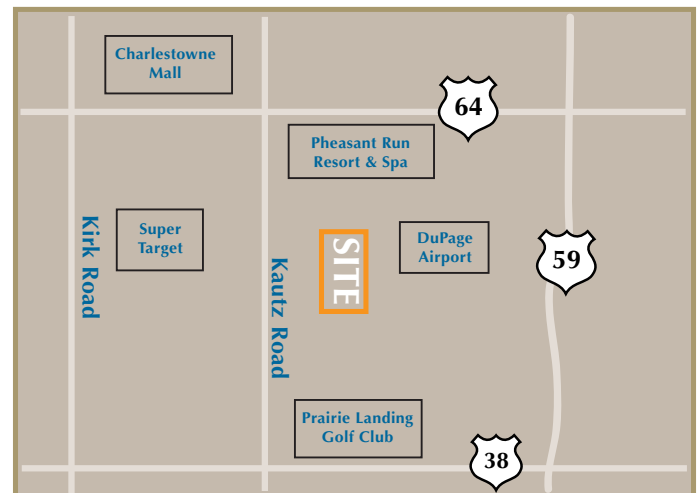 Charlestowne
Mall
64
Pheasant Run
Resort & Spa
Kirk Road
Super
Target
Kautz Road
SITE
DuPage
Airport
59
Prairie Landing
Golf Club
38